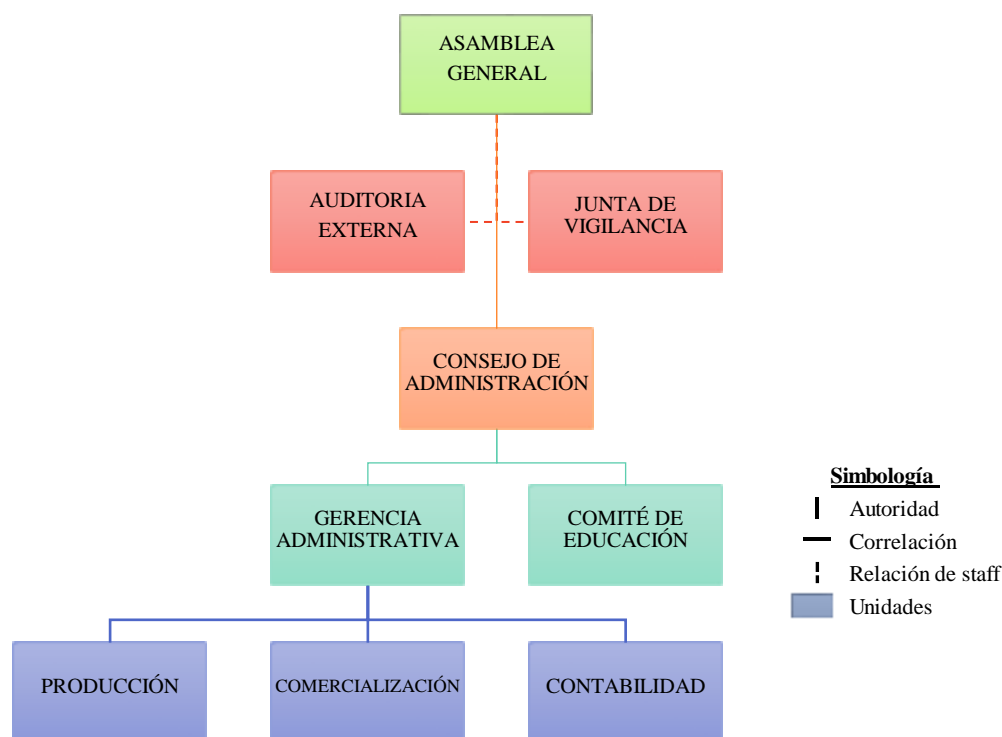 ASAMBLEA
GENERAL
AUDITORIA
EXTERNA
JUNTA DE
VIGILANCIA
CONSEJO DE
ADMINISTRACIÓN
GERENCIA
ADMINISTRATIVA
COMITÉ DE
EDUCACIÓN
PRODUCCIÓN
COMERCIALIZACIÓN
CONTABILIDAD
Simbología
Autoridad
Correlación
Relación de staff
Unidades